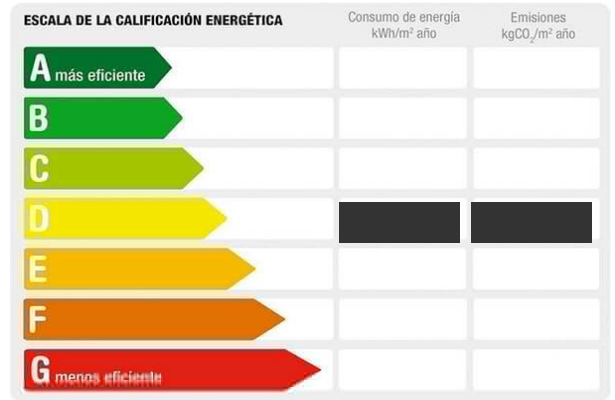 ESCALA DE LA CALIFICACIÓN ENERGÉTICA
Consumo de energía
kWh/m² año
Emisiones
kgCO₂/m² año
A más eficiente
B
C
D
E
F
G menos eficiente